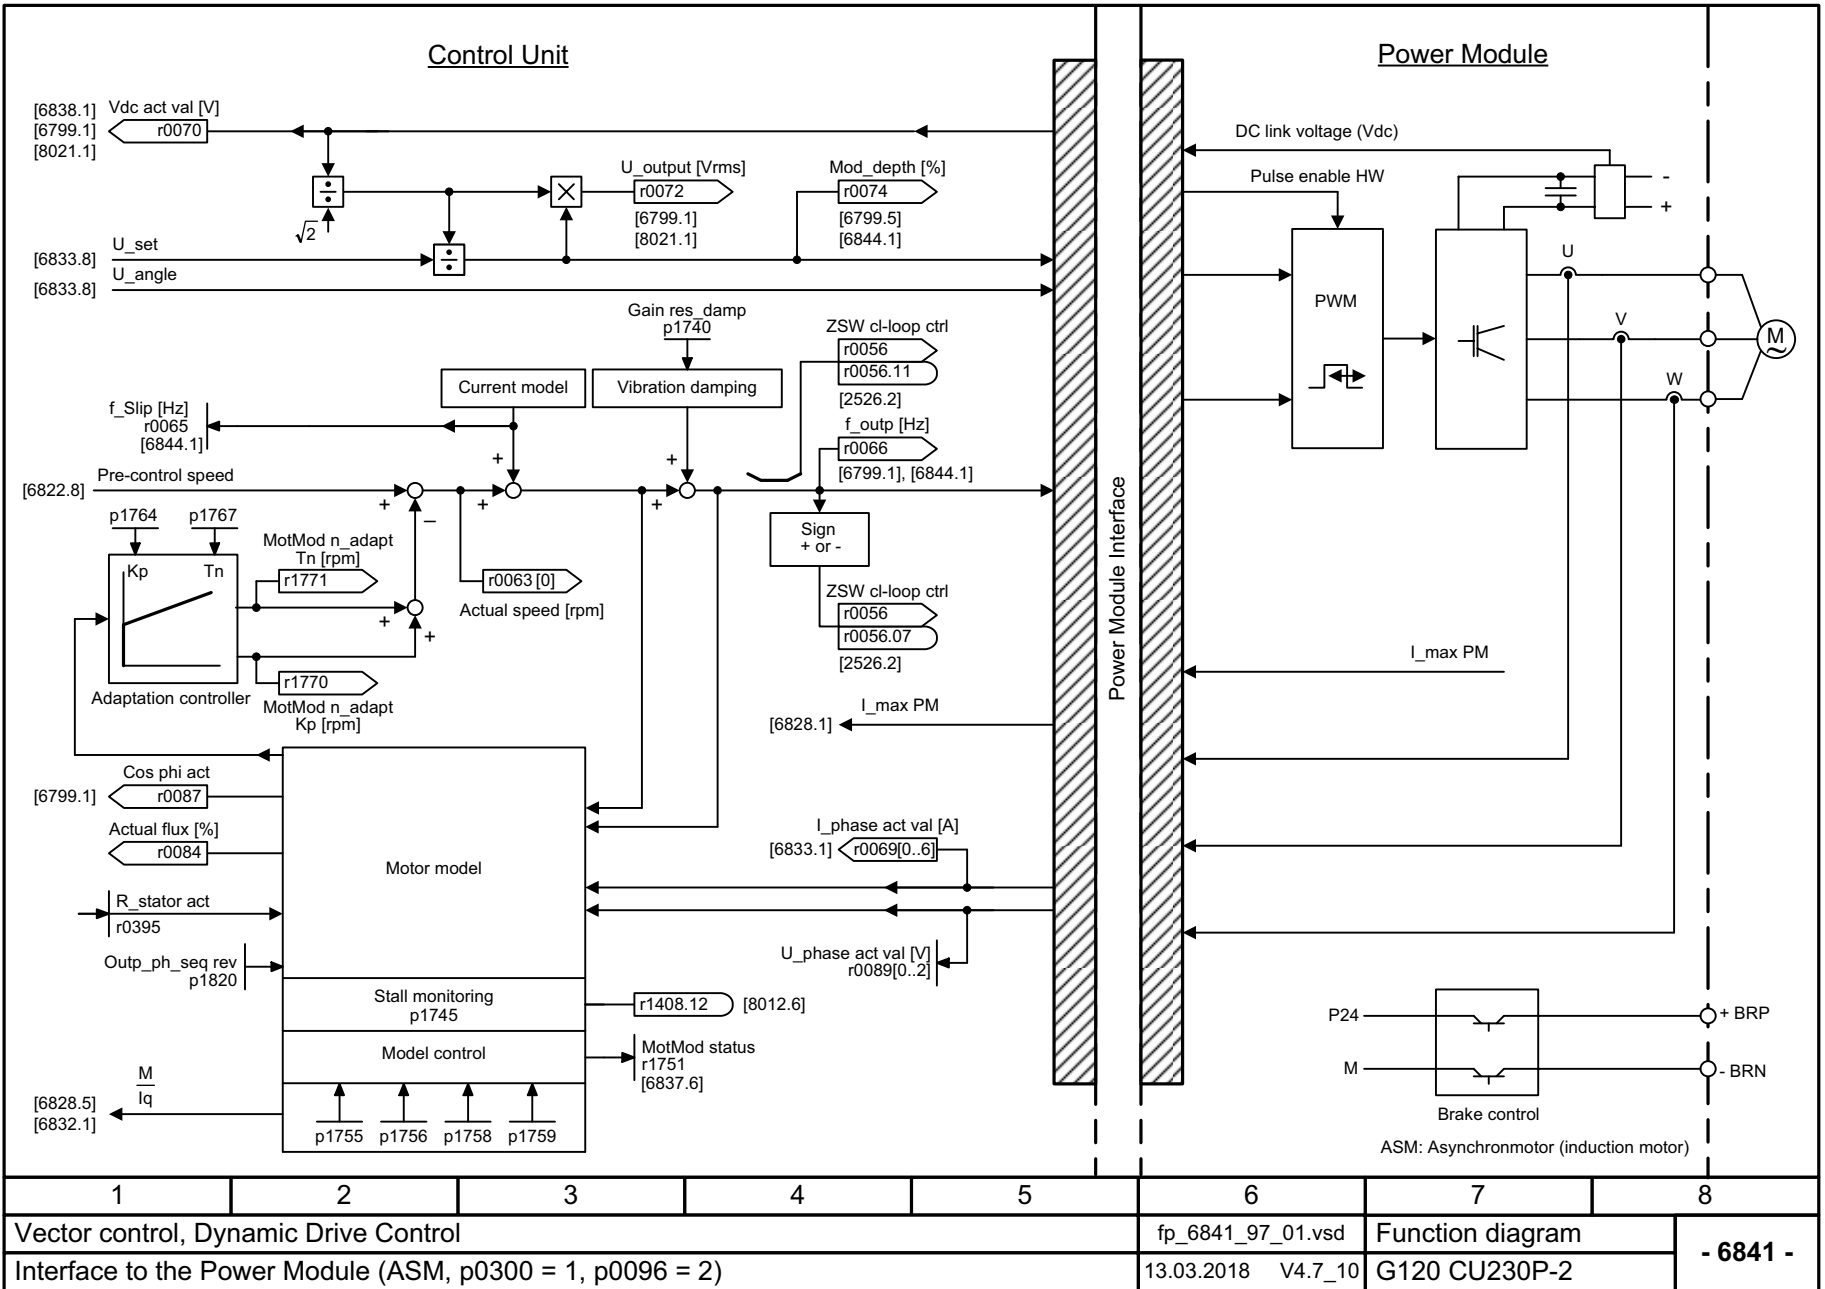 Control Unit
Power Module
[6838.1]
[6799.1]
[8021.1]
Vdc act val [V]
r0070
÷
√2
U_output [Vrms]
r0072
[6799.1]
[8021.1]
Mod_depth [%]
r0074
[6799.5]
[6844.1]
U_set
[6833.8]
÷
U_angle
[6833.8]
Gain res_damp
p1740
Current model
Vibration damping
ZSW cl-loop ctrl
r0056
r0056.11
[2526.2]
f_outp [Hz]
r0066
[6799.1], [6844.1]
f_Slip [Hz]
r0065
[6844.1]
+
+
Pre-control speed
[6822.8]
+
–
+
+
Sign
+ or -
ZSW cl-loop ctrl
r0056
r0056.07
[2526.2]
p1764
p1767
Kp
Tn
Adaptation controller
MotMod n_adapt
Tn [rpm]
r1771
+
+
r1770
MotMod n_adapt
Kp [rpm]
r0063 [0]
Actual speed [rpm]
I_max PM
[6828.1]
Cos phi act
[6799.1]
r0087
Actual flux [%]
r0084
R_stator act
r0395
Outp_ph_seq rev
p1820
Motor model
Stall monitoring
p1745
Model control
p1755
p1756
p1758
p1759
M
Iq
[6828.5]
[6832.1]
r1408.12
[8012.6]
MotMod status
r1751
[6837.6]
I_phase act val [A]
[6833.1]
r0069[0..6]
U_phase act val [V]
r0089[0..2]
Power Module Interface
DC link voltage (Vdc)
Pulse enable HW
-
+
PWM
U
V
W
M
~
I_max PM
P24
M
+ BRP
- BRN
Brake control
ASM: Asynchronmotor (induction motor)
1
2
3
4
5
6
7
8
Vector control, Dynamic Drive Control
fp_6841_97_01.vsd
Function diagram
- 6841 -
Interface to the Power Module (ASM, p0300 = 1, p0096 = 2)
13.03.2018
V4.7_10
G120 CU230P-2